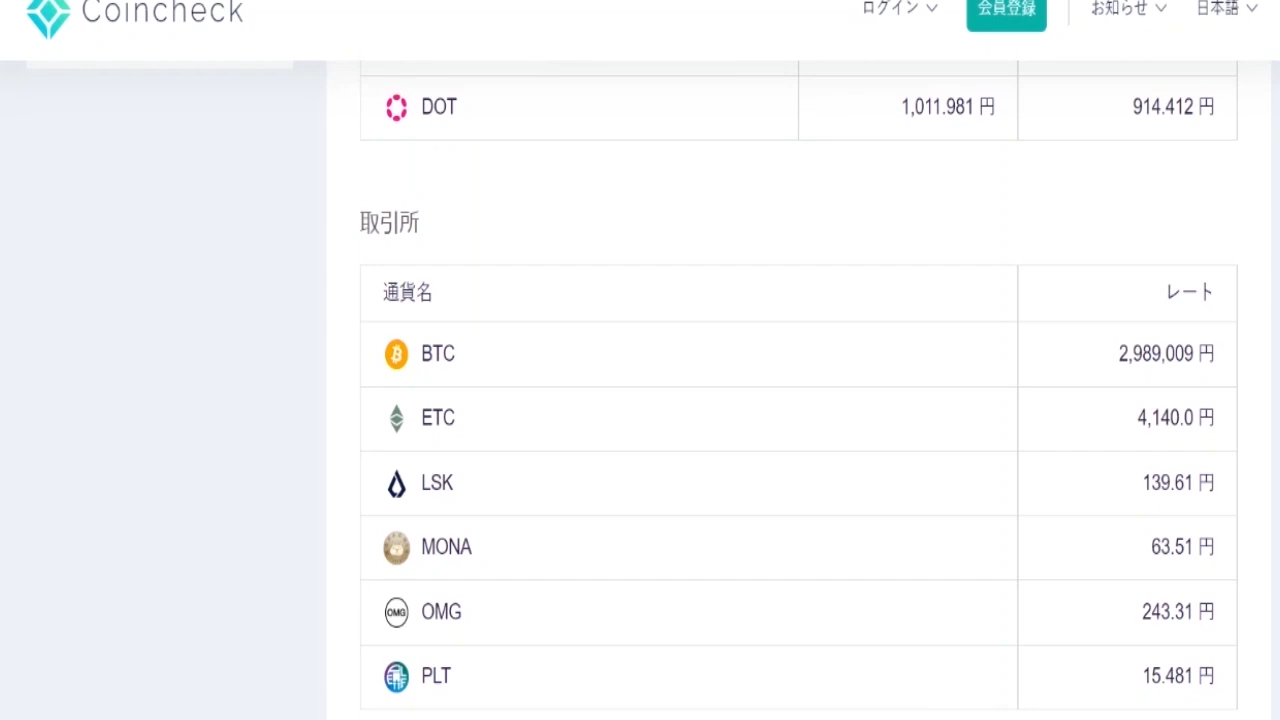 Coincheck
ログイン 会員登録 お知らせ 日本語
DOT 1,011.981 円 914.412 円
取引所
通貨名 レート
BTC 2,989,009 円
ETC 4,140.0 円
LSK 139.61 円
MONA 63.51 円
OMG OMG 243.31 円
PLT 15.481 円